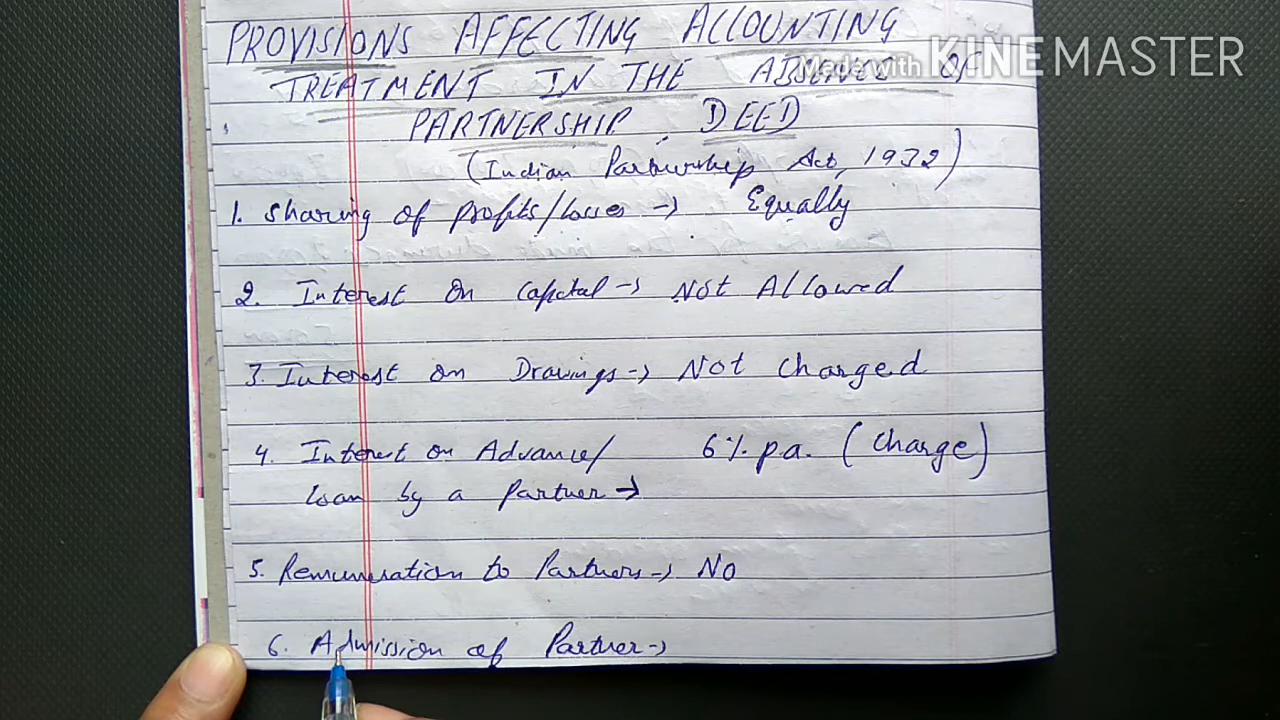 PROVISIONS AFFECTING ACCOUNTING
Made with KINEMASTER
TREATMENT IN THE ABSENCE OF
PARTNERSHIP DEED
(Indian Partnership Act, 1932)
1. Sharing of Profits/Losses → Equally
2. Interest on Capital → Not Allowed
3. Interest on Drawings → Not Charged
4. Interest on Advance/ 6% p.a. (Charge)
Loan by a Partner →
5. Remuneration to Partners → No
6. Admission of Partner →